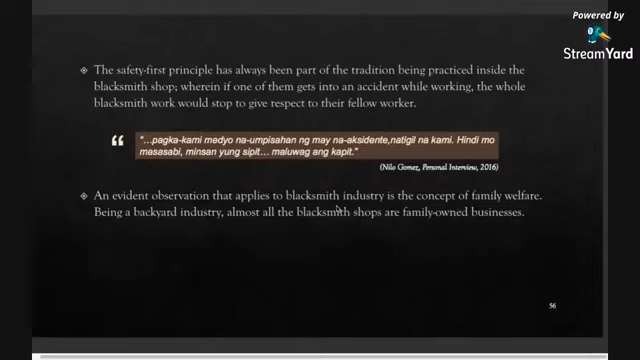 Powered by
StreamYard
The safety-first principle has always been part of the tradition being practiced inside the
blacksmith shop; wherein if one of them gets into an accident while working, the whole
blacksmith work would stop to give respect to their fellow worker.
“ “…pagka-kami medyo na-umpisahan ng may na-aksidente,natigil na kami. Hindi mo
masasabi, minsan yung sipit… maluwag ang kapit.”
(Nilo Gomez, Personal Interview, 2016)
An evident observation that applies to blacksmith industry is the concept of family welfare.
Being a backyard industry, almost all the blacksmith shops are family-owned businesses.
56